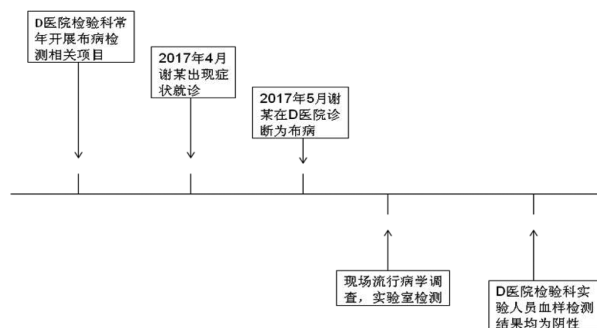 D医院检验科常
年开展布病检
测相关项目
2017年4月
谢某出现症
状就诊
2017年5月谢
某在D医院诊
断为布病
现场流行病学调
查，实验室检测
D医院检验科实
验人员血样检测
结果均为阴性